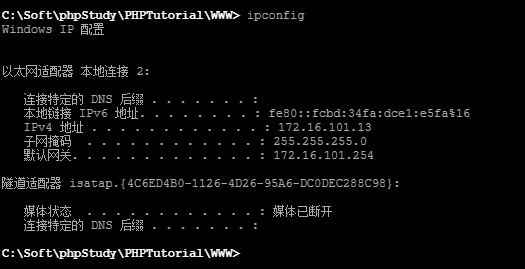 C:\Soft\phpStudy\PHPTutorial\WWW> ipconfig
Windows IP 配置
以太网适配器 本地连接 2:
连接特定的 DNS 后缀 . . . . . . . :
本地链接 IPv6 地址. . . . . . . . : fe80::fcbd:34fa:dce1:e5fa%16
IPv4 地址 . . . . . . . . . . . . : 172.16.101.13
子网掩码  . . . . . . . . . . . . : 255.255.255.0
默认网关. . . . . . . . . . . . . : 172.16.101.254
隧道适配器 isatap.{4C6ED4B0-1126-4D26-95A6-DC0DEC288C98}:
媒体状态  . . . . . . . . . . . . : 媒体已断开
连接特定的 DNS 后缀 . . . . . . . :
C:\Soft\phpStudy\PHPTutorial\WWW>